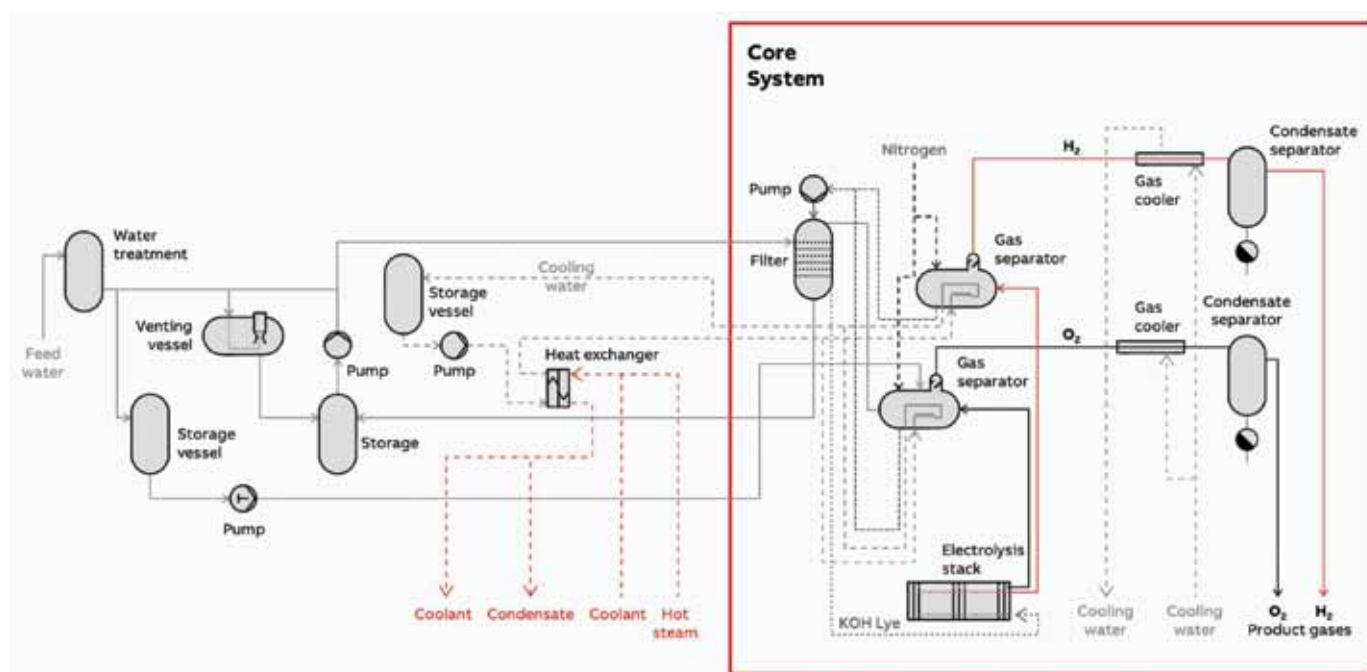 Core
System
Nitrogen
H2
Condensate
separator
Gas
cooler
Pump
Water
treatment
Filter
Gas
separator
Cooling
water
Storage
vessel
Venting
vessel
Gas
cooler
Condensate
separator
O2
Feed
water
Pump
Pump
Heat exchanger
Gas
separator
Storage
vessel
Storage
Pump
Electrolysis
stack
KOH Lye
Coolant
Condensate
Coolant
Hot
steam
Cooling
water
Cooling
water
O2
H2
Product gases